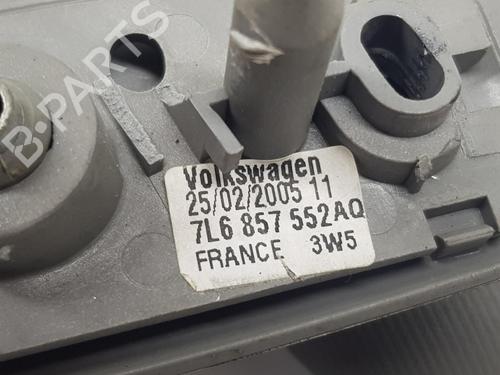 B-PARTS
Volkswagen
25/02/2005 11
7L6 857 552AQ
FRANCE 3W5